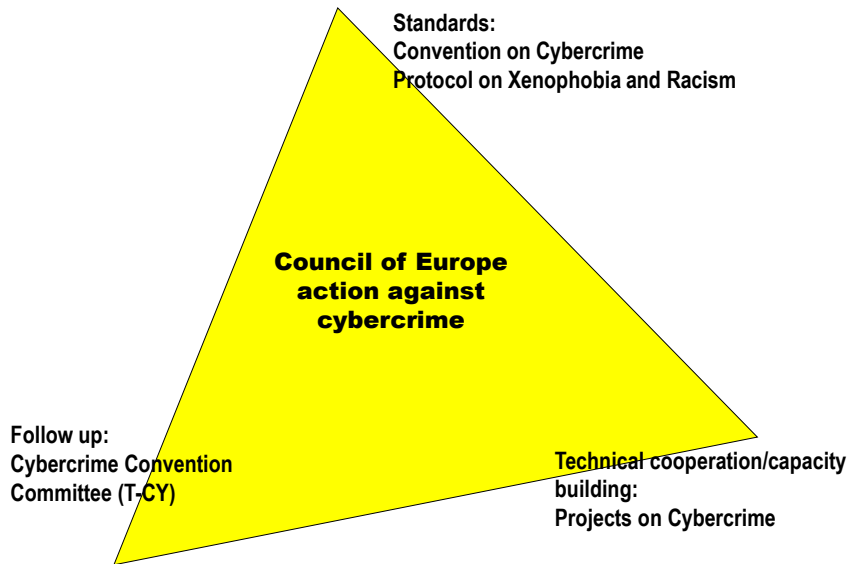 Standards:
Convention on Cybercrime
Protocol on Xenophobia and Racism
Council of Europe
action against
cybercrime
Follow up:
Cybercrime Convention
Committee (T-CY)
Technical cooperation/capacity
building:
Projects on Cybercrime